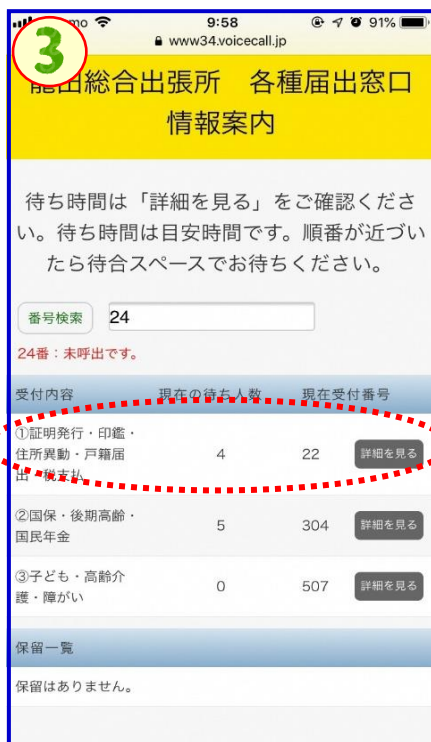 3
9:58
91%
www34.voicecall.jp
田総合出張所 各種届出窓口
情報案内
待ち時間は「詳細を見る」をご確認くださ
い。待ち時間は目安時間です。順番が近づい
たら待合スペースでお待ちください。
番号検索 24
24番：未呼出です。
受付内容 現在の待ち人数 現在受付番号
①証明発行・印鑑・
住所異動・戸籍届 4 22 詳細を見る
出・税支払
②国保・後期高齢・
国民年金 5 304 詳細を見る
③子ども・高齢介
護・障がい 0 507 詳細を見る
保留一覧
保留はありません。